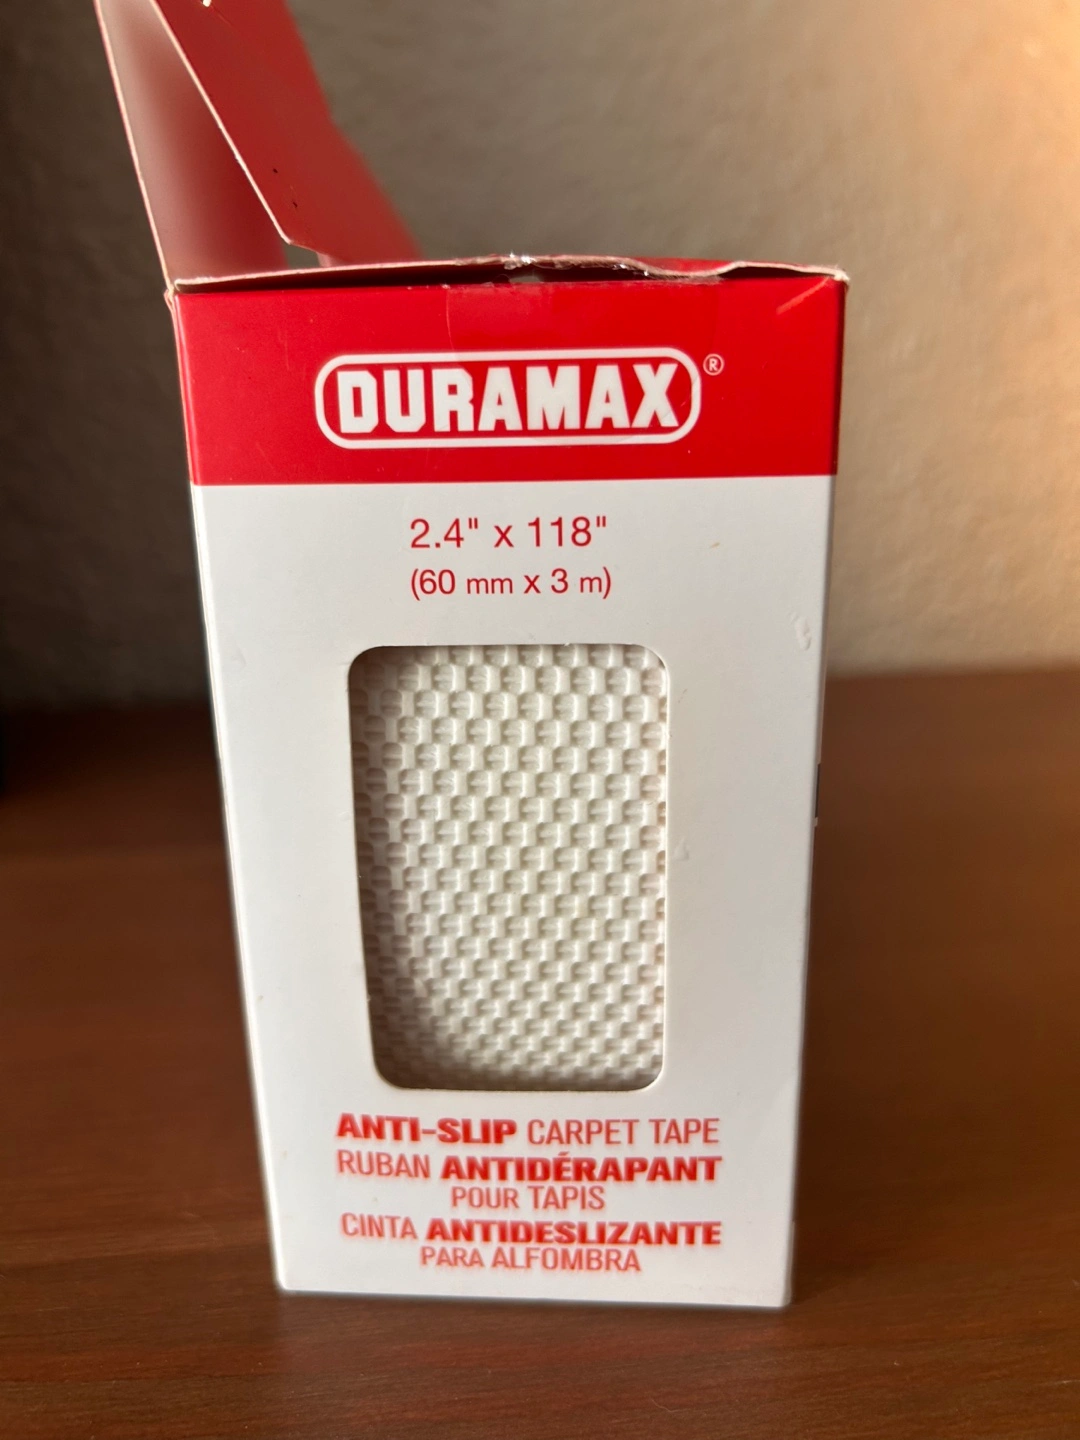 DURAMAX®
2.4" x 118"
(60 mm x 3 m)
ANTI-SLIP CARPET TAPE
RUBAN ANTIDÉRAPANT
POUR TAPIS
CINTA ANTIDESLIZANTE
PARA ALFOMBRA